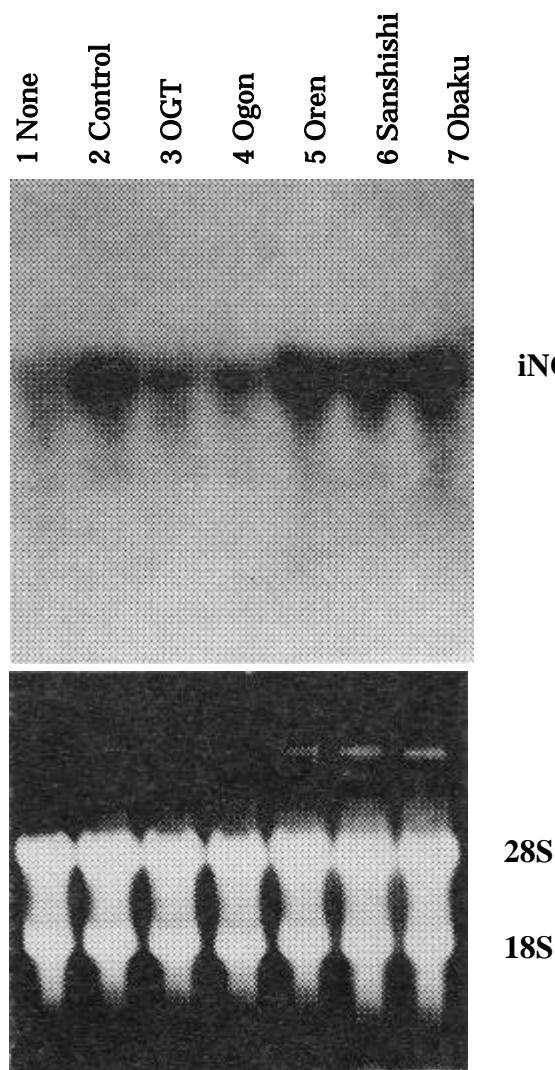 1 None
2 Control
3 OGT
4 Ogon
5 Oren
6 Sanshishi
7 Obaku
28S
18S